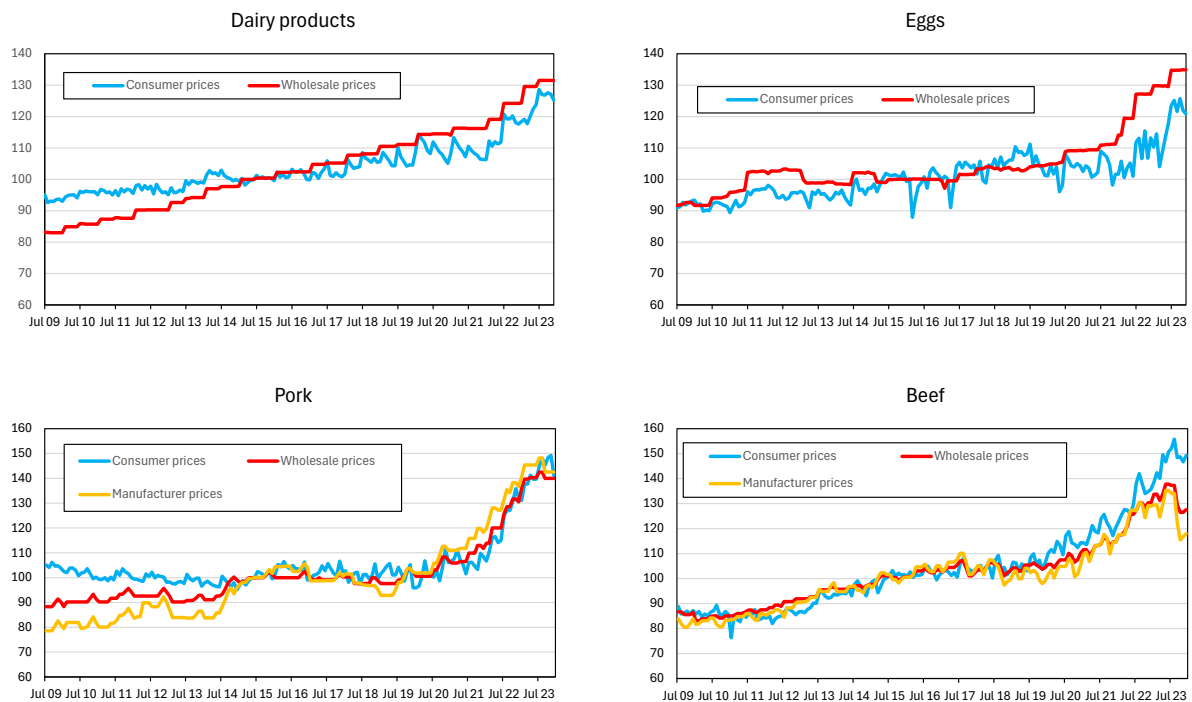 Dairy products
140
130
120
110
100
90
80
70
60
Consumer prices
Wholesale prices
Jul 09 Jul 10 Jul 11 Jul 12 Jul 13 Jul 14 Jul 15 Jul 16 Jul 17 Jul 18 Jul 19 Jul 20 Jul 21 Jul 22 Jul 23
Eggs
140
130
120
110
100
90
80
70
60
Consumer prices
Wholesale prices
Jul 09 Jul 10 Jul 11 Jul 12 Jul 13 Jul 14 Jul 15 Jul 16 Jul 17 Jul 18 Jul 19 Jul 20 Jul 21 Jul 22 Jul 23
Pork
160
150
140
130
120
110
100
90
80
70
60
Consumer prices
Wholesale prices
Manufacturer prices
Jul 09 Jul 10 Jul 11 Jul 12 Jul 13 Jul 14 Jul 15 Jul 16 Jul 17 Jul 18 Jul 19 Jul 20 Jul 21 Jul 22 Jul 23
Beef
160
150
140
130
120
110
100
90
80
70
60
Consumer prices
Wholesale prices
Manufacturer prices
Jul 09 Jul 10 Jul 11 Jul 12 Jul 13 Jul 14 Jul 15 Jul 16 Jul 17 Jul 18 Jul 19 Jul 20 Jul 21 Jul 22 Jul 23